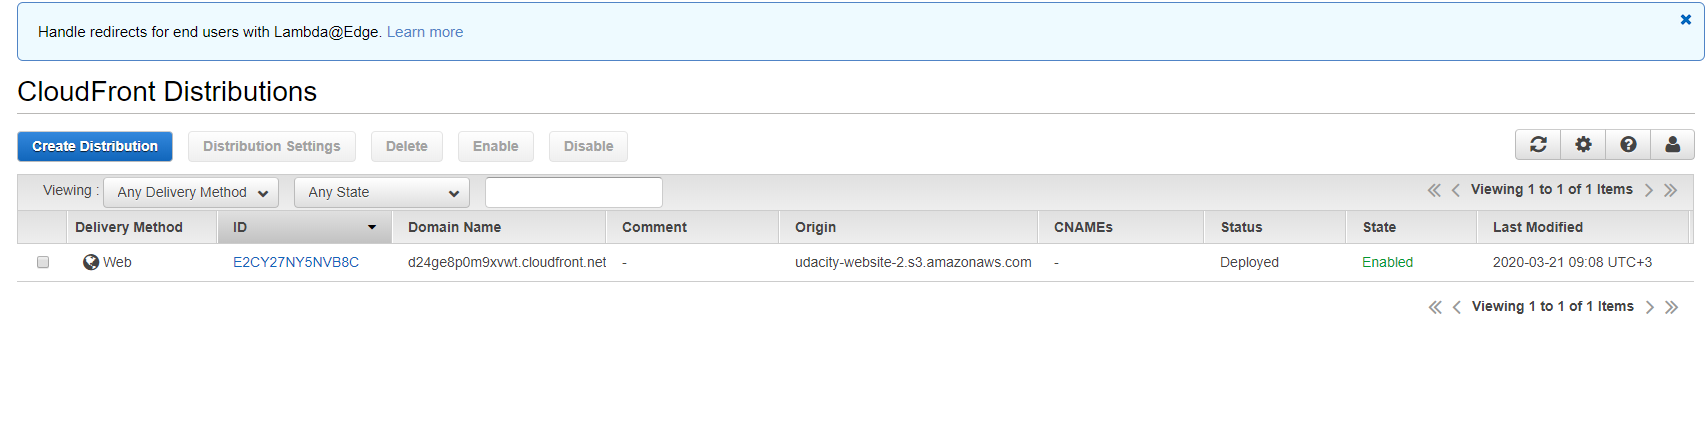 Handle redirects for end users with Lambda@Edge. Learn more
CloudFront Distributions
Create Distribution Distribution Settings Delete Enable Disable
Viewing : Any Delivery Method Any State Viewing 1 to 1 of 1 Items
Delivery Method ID Domain Name Comment Origin CNAMEs Status State Last Modified
Web E2CY27NY5NVB8C d24ge8p0m9xvwt.cloudfront.net - udacity-website-2.s3.amazonaws.com - Deployed Enabled 2020-03-21 09:08 UTC+3
Viewing 1 to 1 of 1 Items